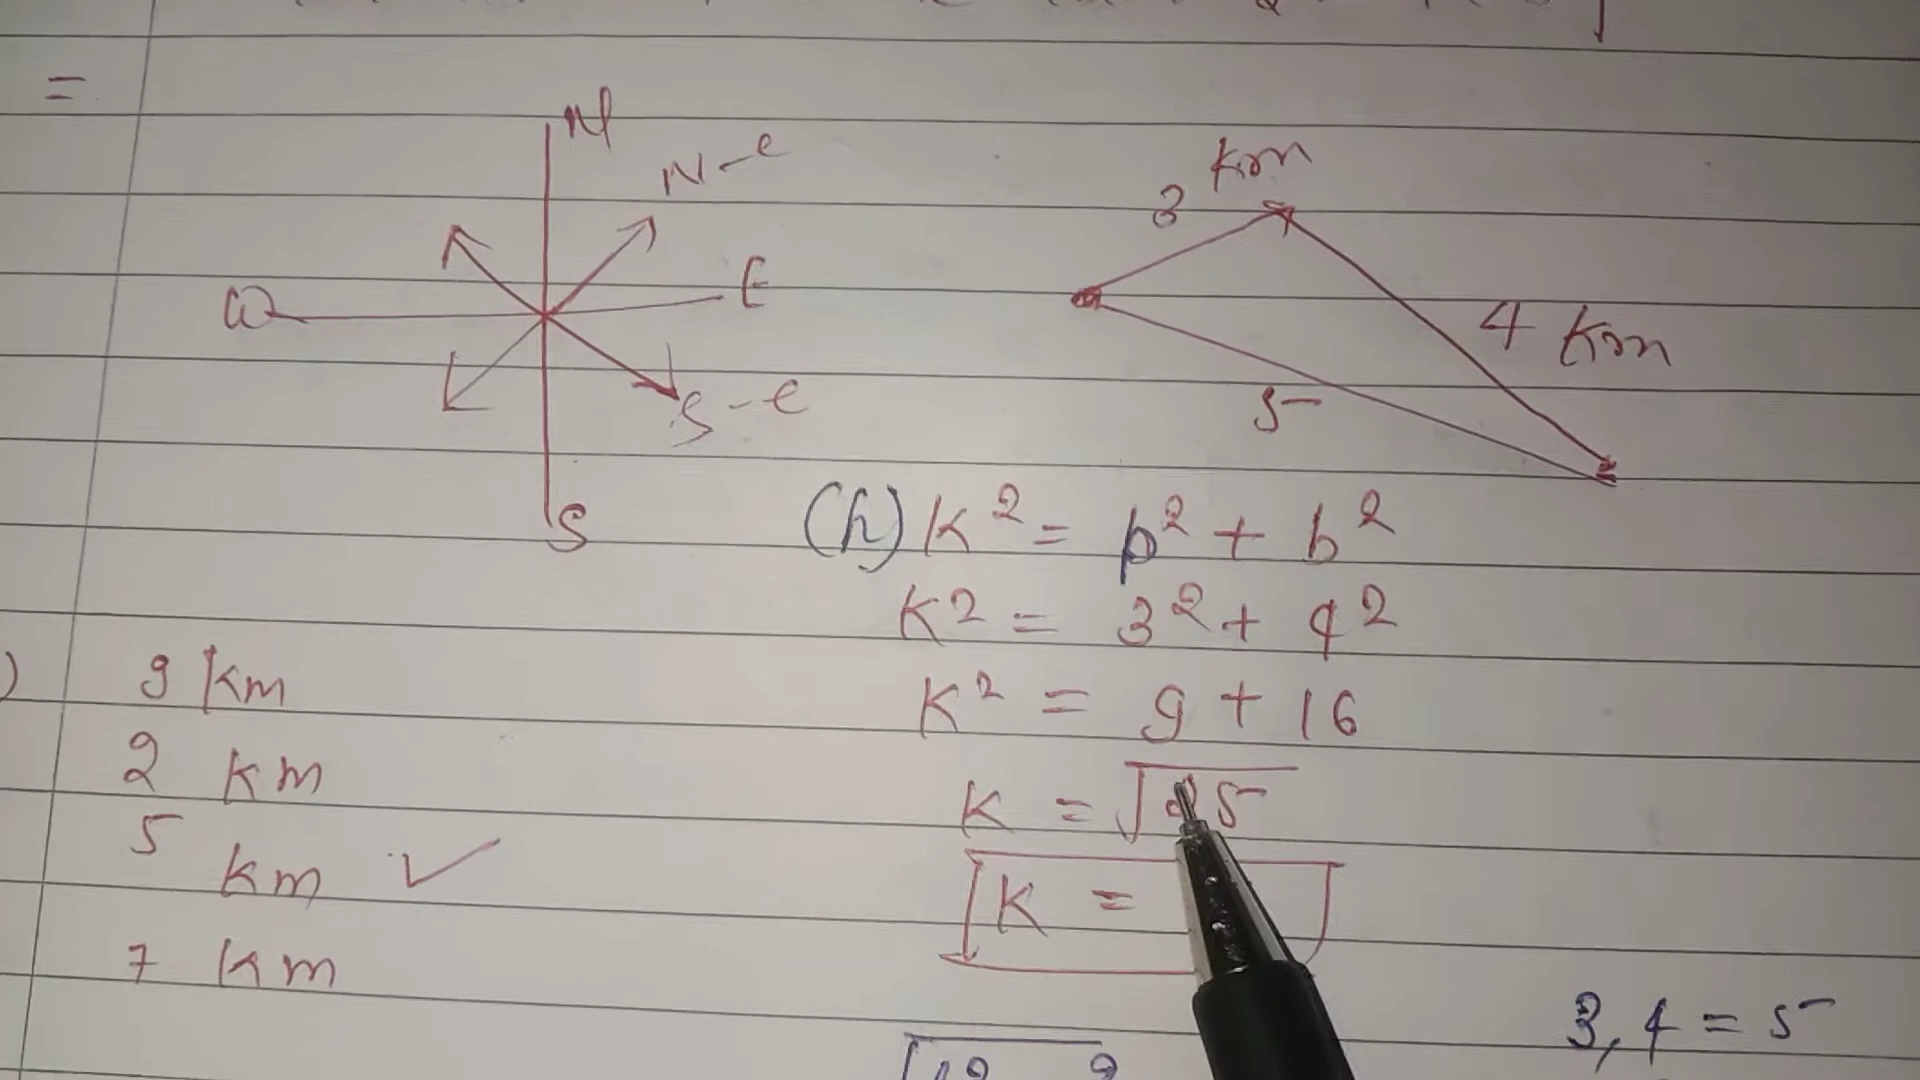 =
N
N-e
W
E
S-e
S
3 Km
4 Km
5
(h) K² = p² + b²
K² = 3² + 4²
K² = 9 + 16
K = √25
K =
9 Km
2 Km
5 Km ✓
7 Km
3, 4 = 5